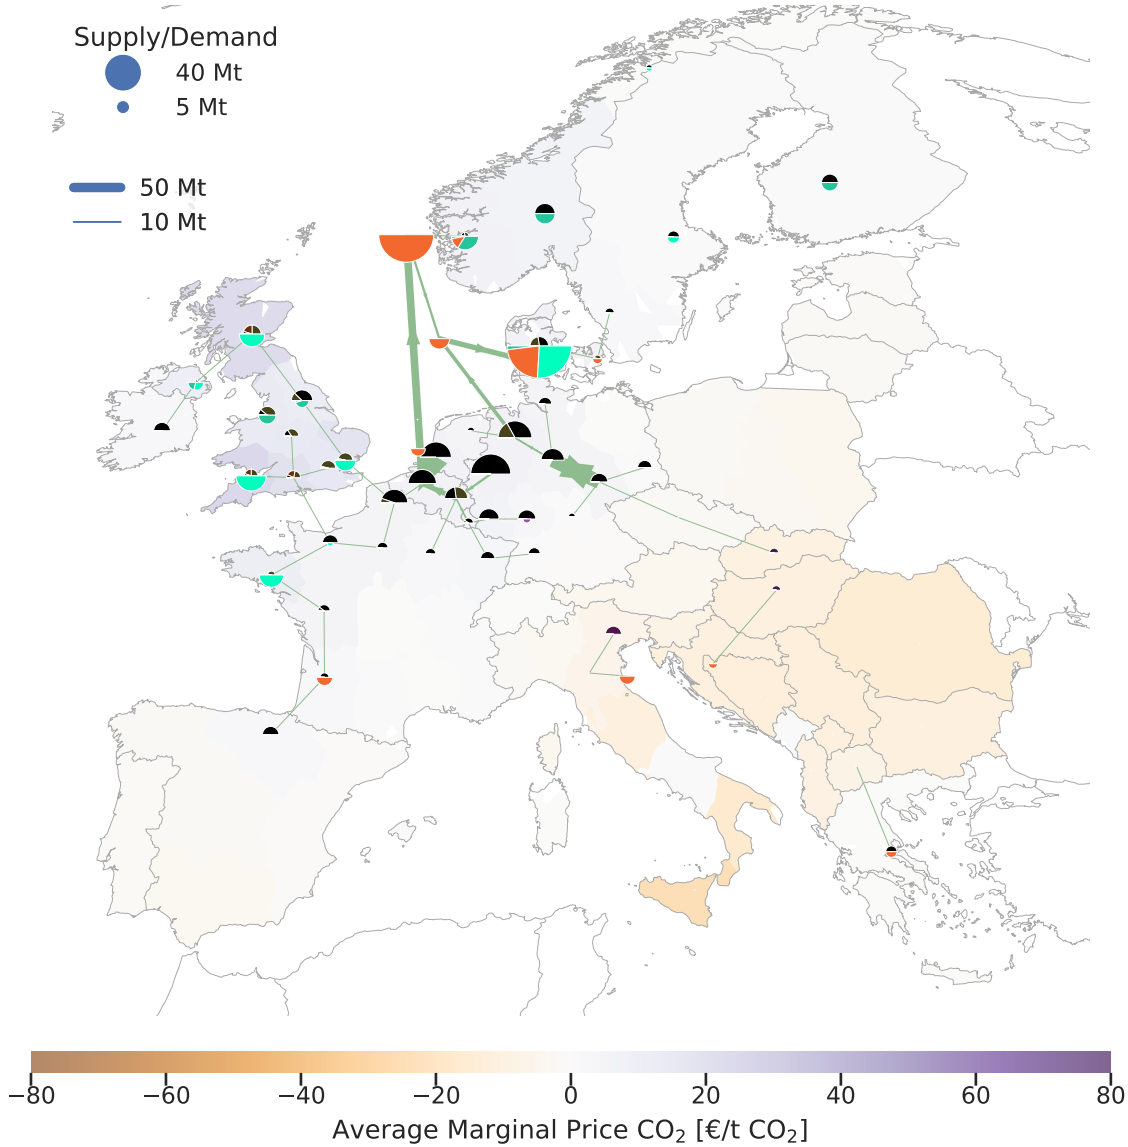 Supply/Demand
40 Mt
5 Mt
50 Mt
10 Mt
−80 −60 −40 −20 0 20 40 60 80
Average Marginal Price CO₂ [€/t CO₂]